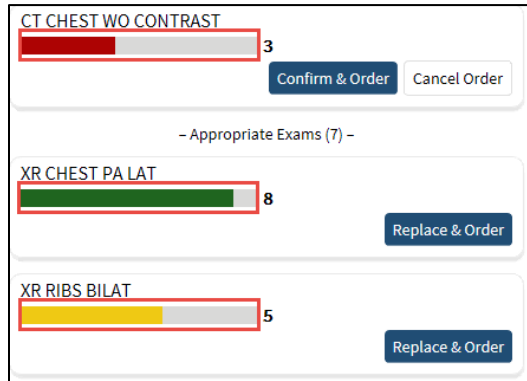 CT CHEST WO CONTRAST
3
Confirm & Order Cancel Order
– Appropriate Exams (7) –
XR CHEST PA LAT
8
Replace & Order
XR RIBS BILAT
5
Replace & Order